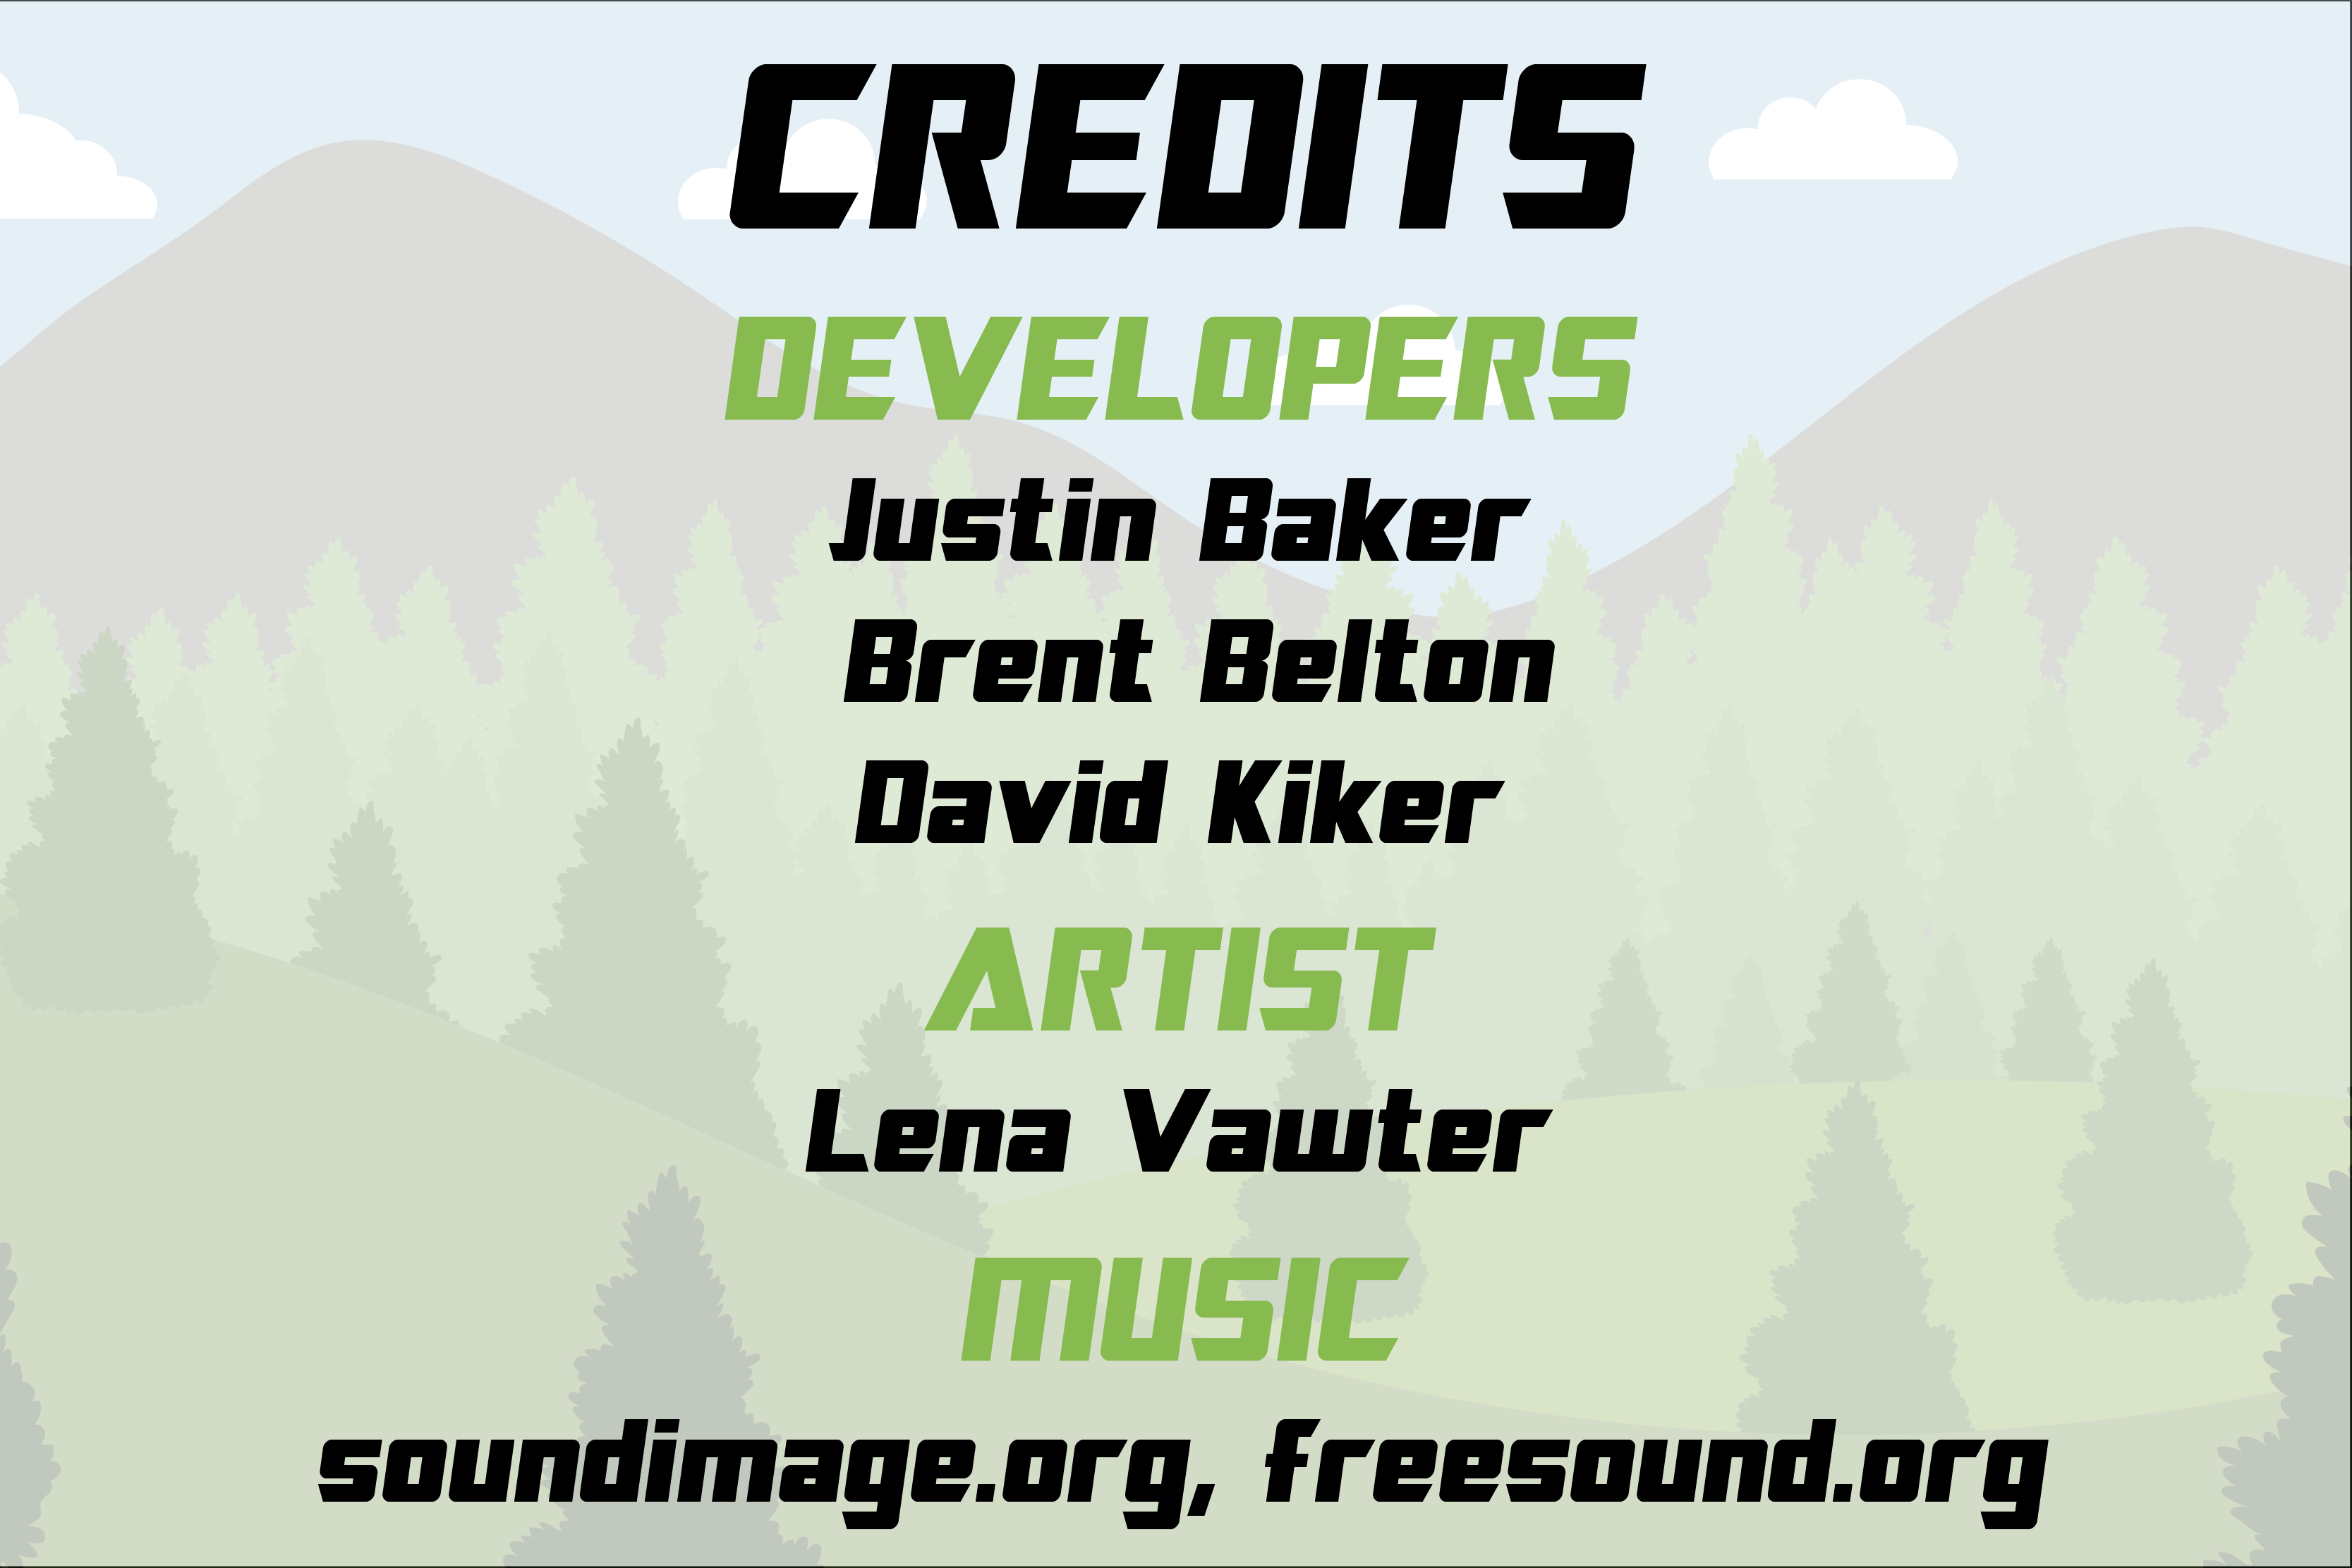 CREDITS
DEVELOPERS
Justin Baker
Brent Belton
David Kiker
ARTIST
Lena Vawter
MUSIC
soundimage.org, freesound.org